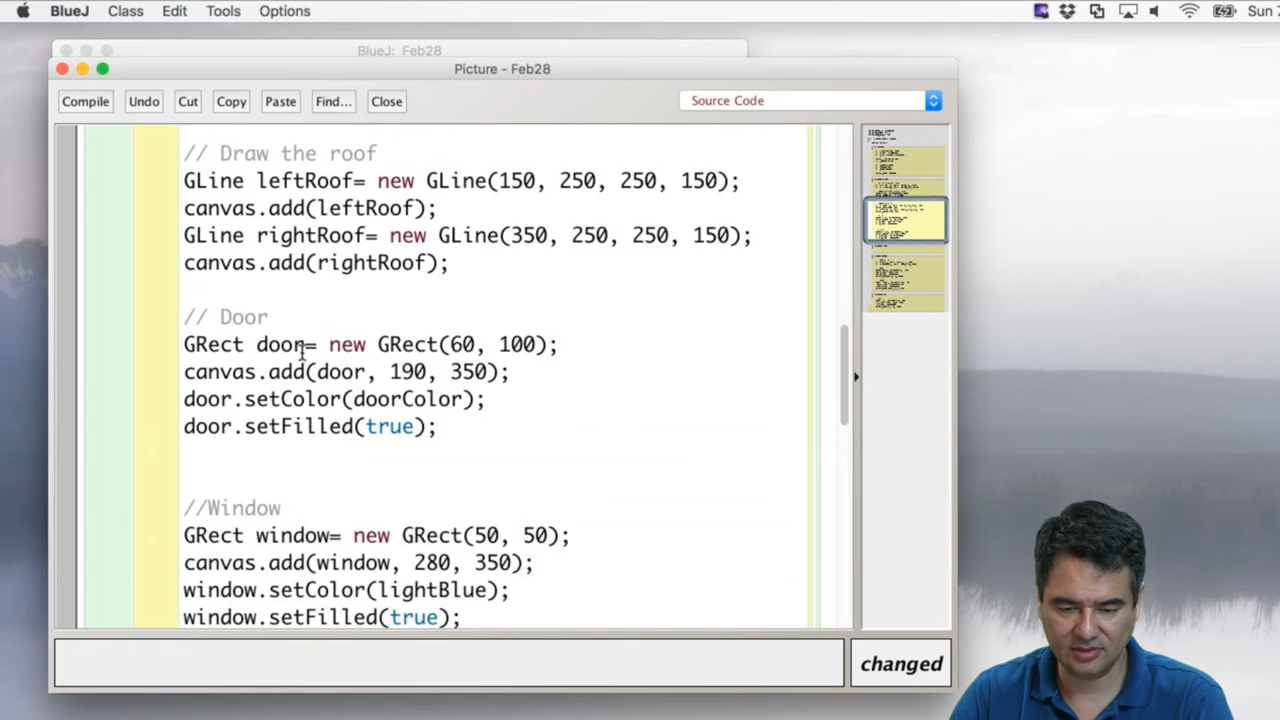 BlueJ Class Edit Tools Options Sun 7
BlueJ: Feb28
Picture - Feb28
Compile Undo Cut Copy Paste Find... Close Source Code
// Draw the roof
GLine leftRoof= new GLine(150, 250, 250, 150);
canvas.add(leftRoof);
GLine rightRoof= new GLine(350, 250, 250, 150);
canvas.add(rightRoof);
// Door
GRect door= new GRect(60, 100);
canvas.add(door, 190, 350);
door.setColor(doorColor);
door.setFilled(true);
//Window
GRect window= new GRect(50, 50);
canvas.add(window, 280, 350);
window.setColor(lightBlue);
window.setFilled(true);
changed